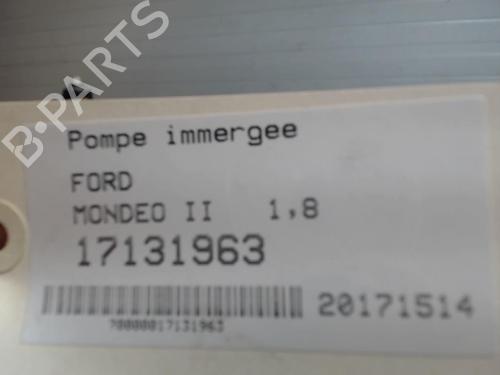 B-PARTS
Pompe immergee
FORD
MONDEO II 1,8
17131963
20171514
70000017131963